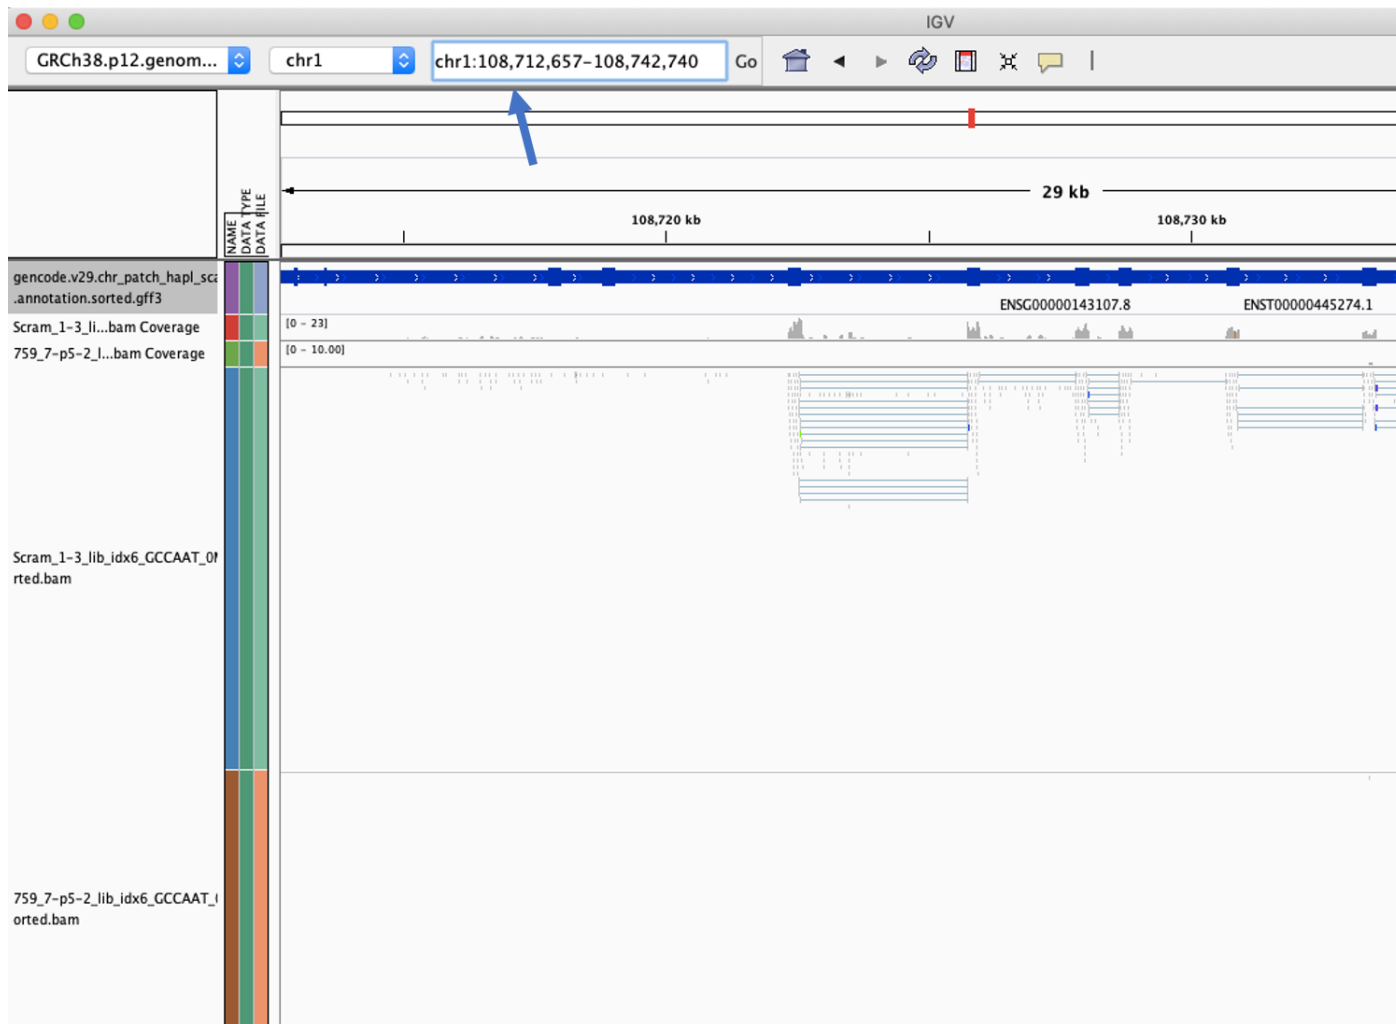 IGV
GRCh38.p12.genom...
chr1
chr1:108,712,657-108,742,740
Go
NAME
DATA TYPE
DATA FILE
29 kb
108,720 kb
108,730 kb
gencode.v29.chr_patch_hapl_sca
.annotation.sorted.gff3
ENSG00000143107.8
ENST00000445274.1
Scram_1-3_li...bam Coverage
[0 - 23]
759_7-p5-2_l...bam Coverage
[0 - 10.00]
Scram_1-3_lib_idx6_GCCAAT_0
rted.bam
759_7-p5-2_lib_idx6_GCCAAT_
orted.bam